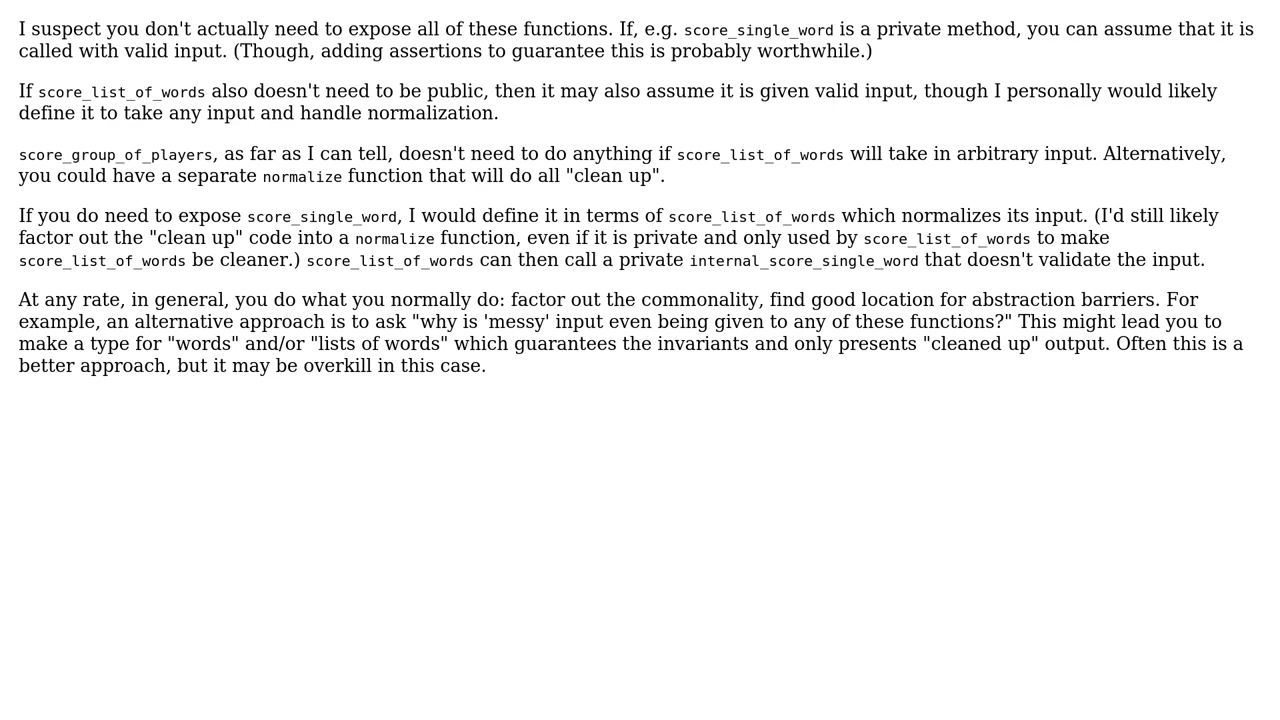 I suspect you don't actually need to expose all of these functions. If, e.g. score_single_word is a private method, you can assume that it is
called with valid input. (Though, adding assertions to guarantee this is probably worthwhile.)
If score_list_of_words also doesn't need to be public, then it may also assume it is given valid input, though I personally would likely
define it to take any input and handle normalization.
score_group_of_players, as far as I can tell, doesn't need to do anything if score_list_of_words will take in arbitrary input. Alternatively,
you could have a separate normalize function that will do all "clean up".
If you do need to expose score_single_word, I would define it in terms of score_list_of_words which normalizes its input. (I'd still likely
factor out the "clean up" code into a normalize function, even if it is private and only used by score_list_of_words to make
score_list_of_words be cleaner.) score_list_of_words can then call a private internal_score_single_word that doesn't validate the input.
At any rate, in general, you do what you normally do: factor out the commonality, find good location for abstraction barriers. For
example, an alternative approach is to ask "why is 'messy' input even being given to any of these functions?" This might lead you to
make a type for "words" and/or "lists of words" which guarantees the invariants and only presents "cleaned up" output. Often this is a
better approach, but it may be overkill in this case.